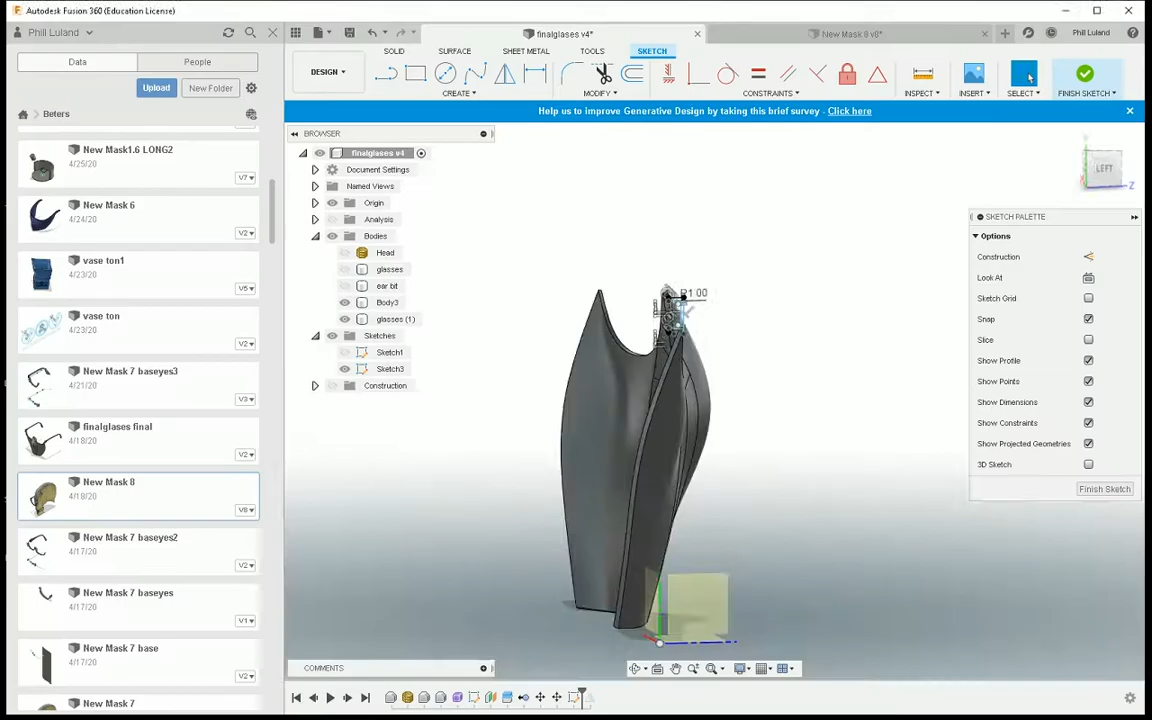 Autodesk Fusion 360 (Education License)
Phill Luland
finalglases v4*
New Mask 8 v8*
Phill Luland
Data
People
Upload
New Folder
Beters
New Mask1.6 LONG2
4/25/20
V7
New Mask 6
4/24/20
V2
vase ton1
4/23/20
V5
vase ton
4/23/20
V2
New Mask 7 baseyes3
4/21/20
V3
finalglases final
4/18/20
V2
New Mask 8
4/18/20
V8
New Mask 7 baseyes2
4/17/20
V2
New Mask 7 baseyes
4/17/20
V1
New Mask 7 base
4/17/20
V2
New Mask 7
SOLID
SURFACE
SHEET METAL
TOOLS
SKETCH
DESIGN
CREATE
MODIFY
CONSTRAINTS
INSPECT
INSERT
SELECT
FINISH SKETCH
Help us to improve Generative Design by taking this brief survey - Click here
BROWSER
finalglases v4
Document Settings
Named Views
Origin
Analysis
Bodies
Head
glasses
ear bit
Body3
glasses (1)
Sketches
Sketch1
Sketch3
Construction
R1.00
LEFT
Z
SKETCH PALETTE
Options
Construction
Look At
Sketch Grid
Snap
Slice
Show Profile
Show Points
Show Dimensions
Show Constraints
Show Projected Geometries
3D Sketch
Finish Sketch
COMMENTS